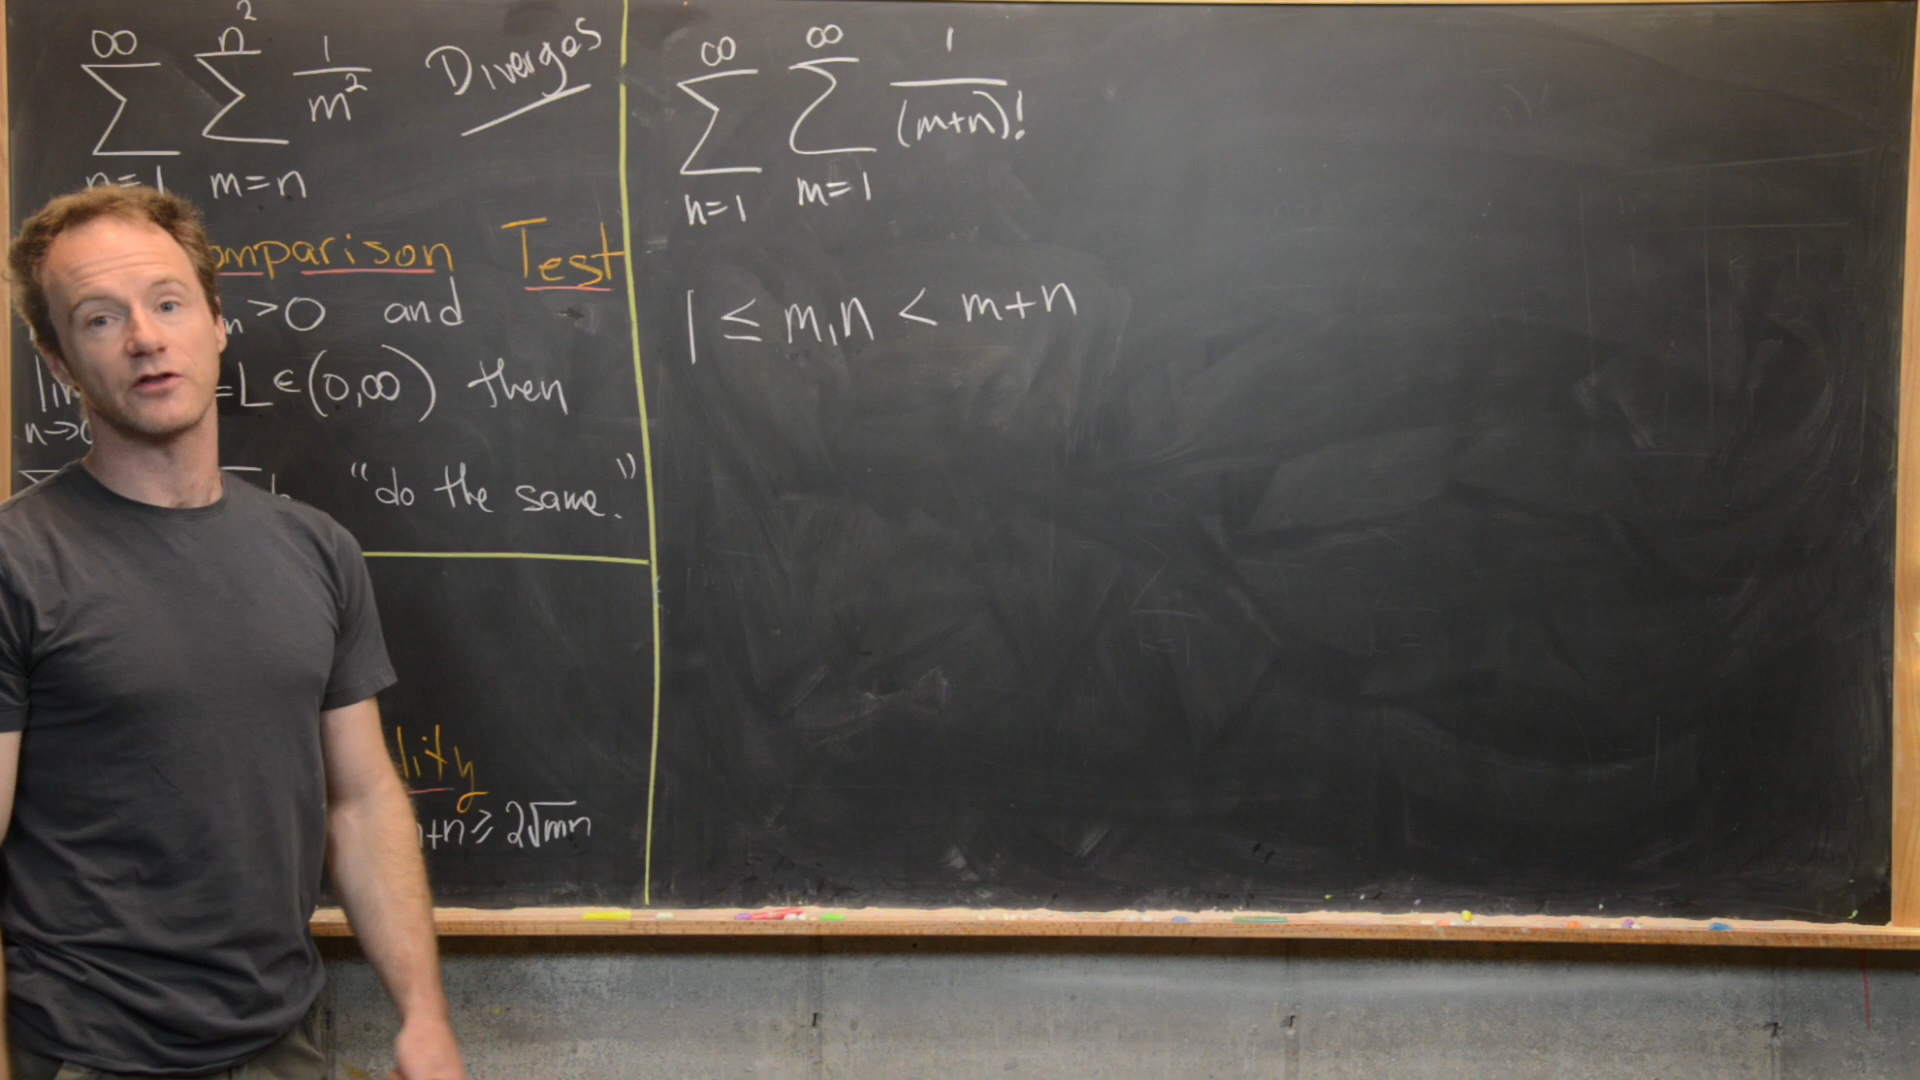 ∞ n² 1
∑ ∑ — Diverges
m²
n=1 m=n
omparison Test
n >0 and
=L∈(0,∞) then
n→
"do the same."
lity
+n ≥ 2√mn
∞ ∞ 1
∑ ∑ —
(m+n)!
n=1 m=1
1 ≤ m,n < m+n